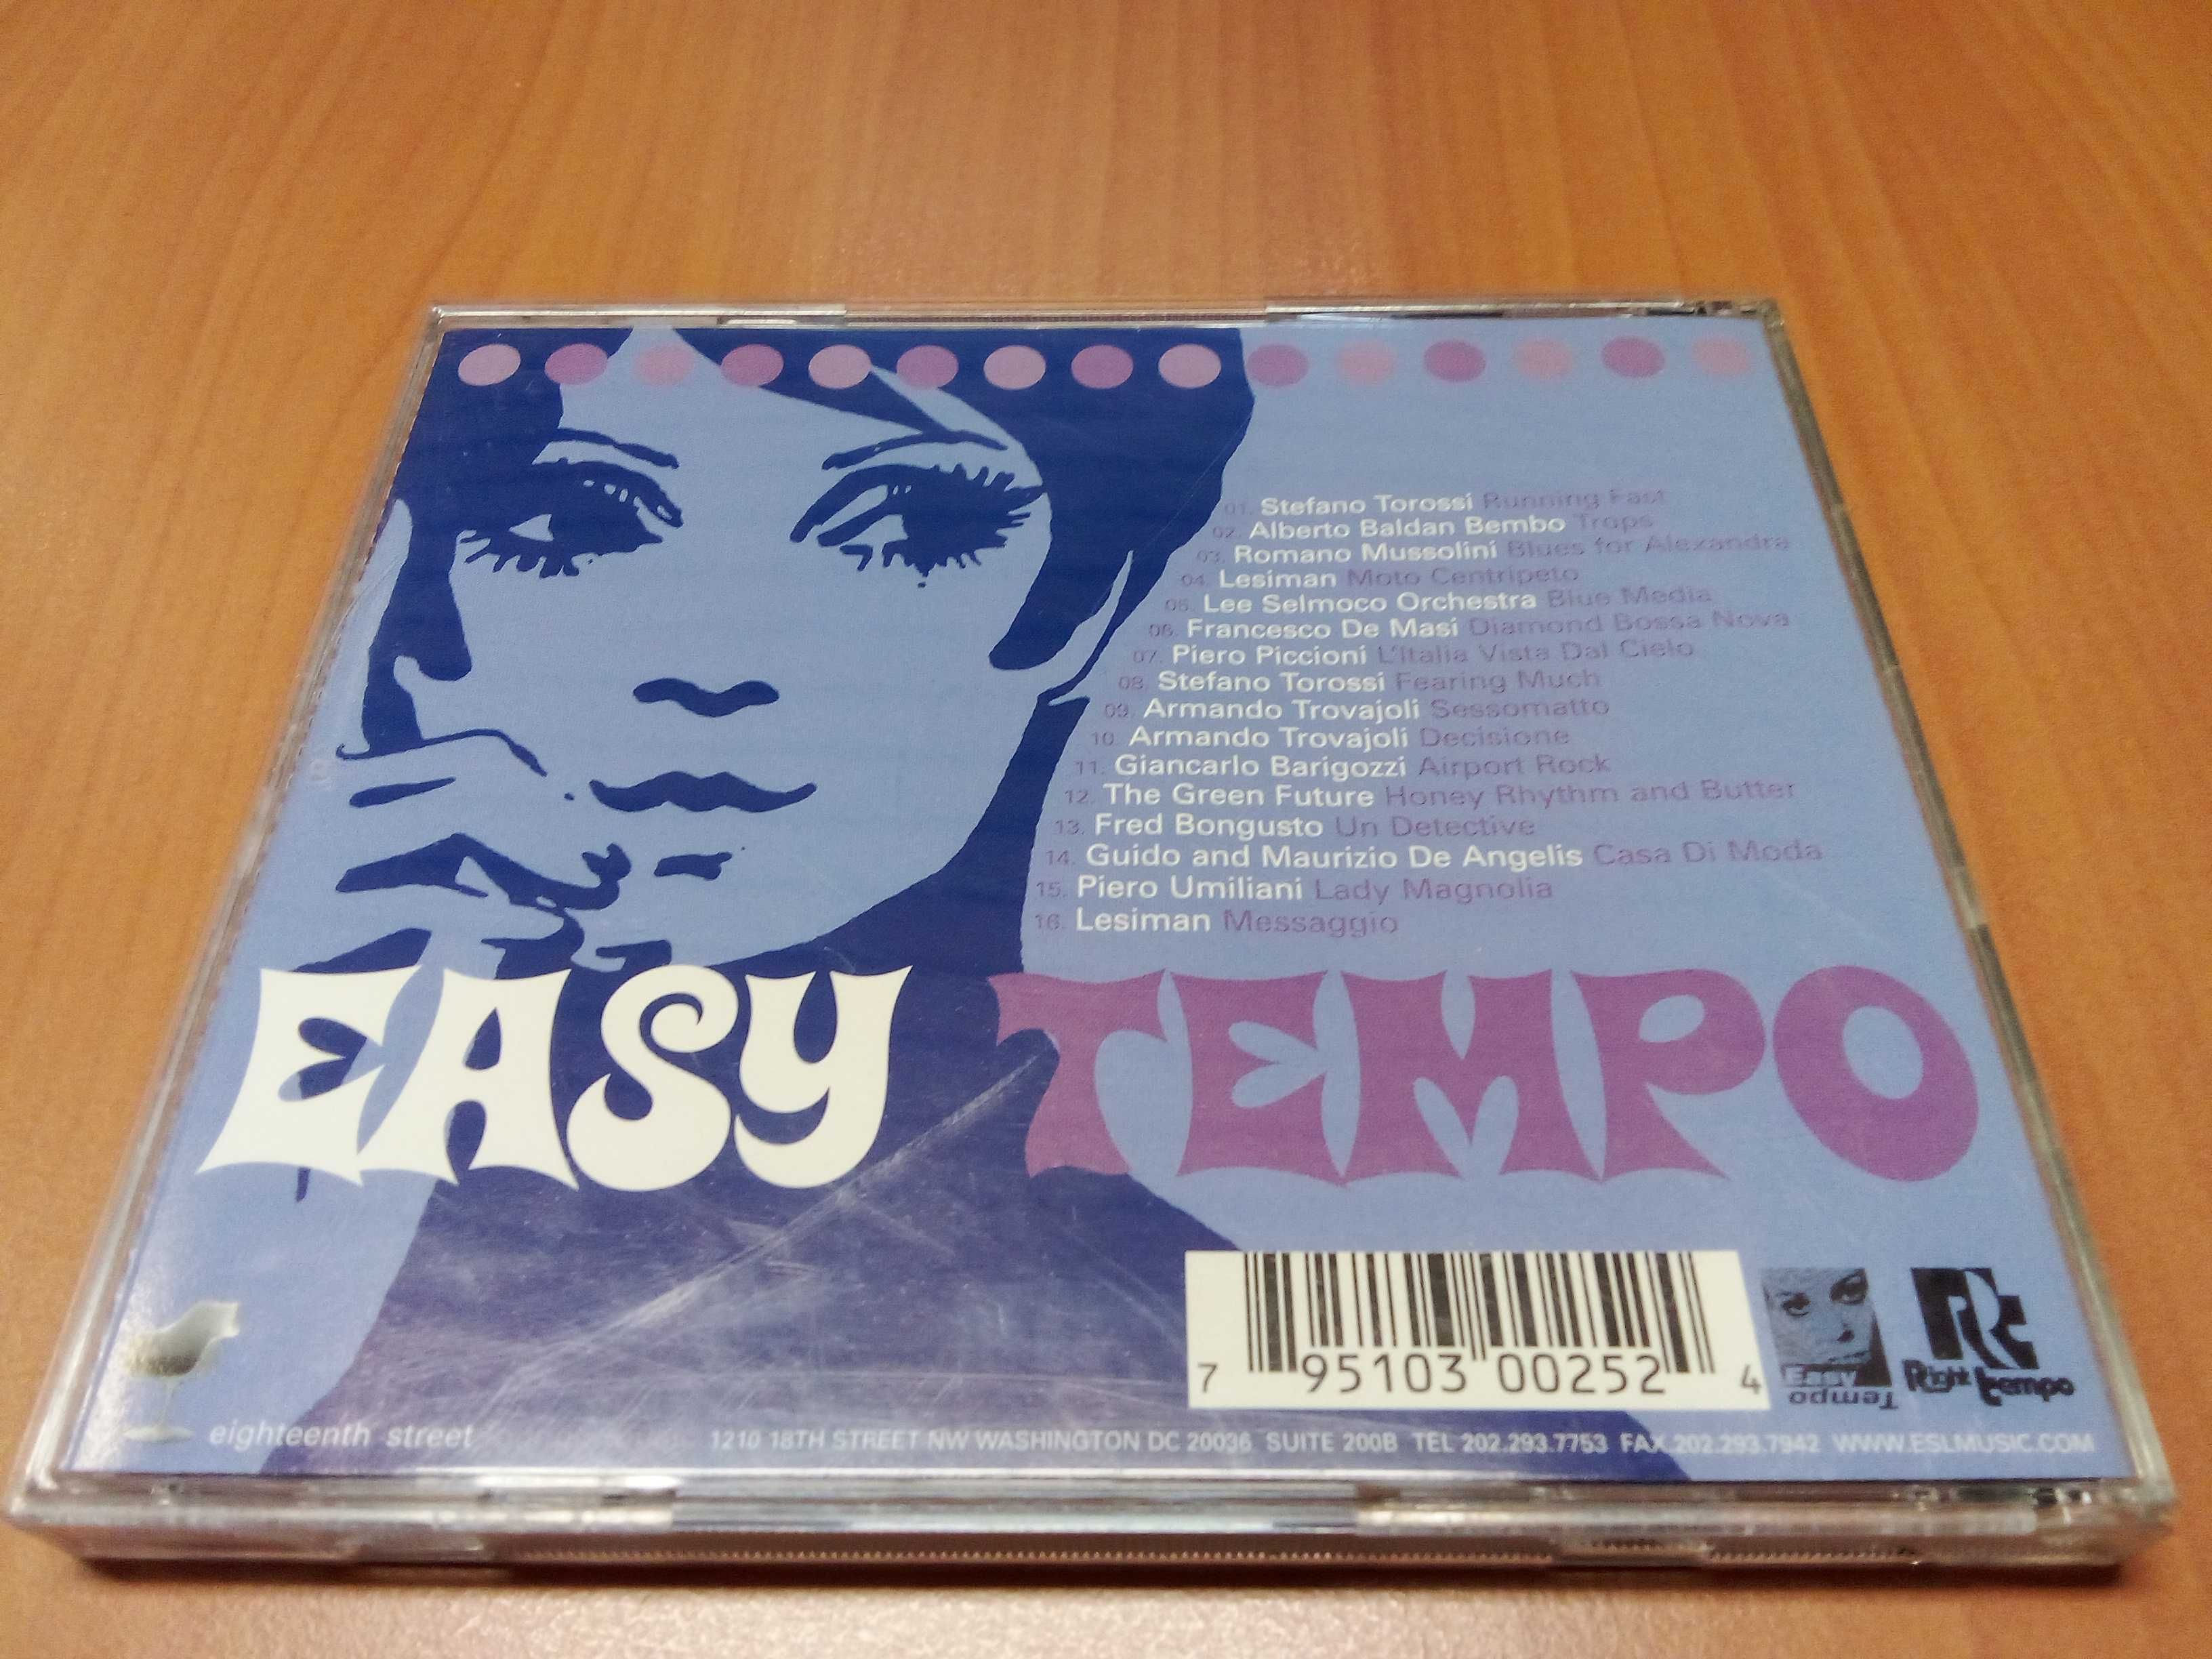 01. Stefano Torossi Running Fast
02. Alberto Baldan Bembo Traps
03. Romano Mussolini Blues for Alexandra
04. Lesiman Moto Centripeto
05. Lee Selmoco Orchestra Blue Media
06. Francesco De Masi Diamond Bossa Nova
07. Piero Piccioni L'Italia Vista Dal Cielo
08. Stefano Torossi Fearing Much
09. Armando Trovajoli Sessomatto
10. Armando Trovajoli Decisione
11. Giancarlo Barigozzi Airport Rock
12. The Green Future Honey Rhythm and Butter
13. Fred Bongusto Un Detective
14. Guido and Maurizio De Angelis Casa Di Moda
15. Piero Umiliani Lady Magnolia
16. Lesiman Messaggio
EASY TEMPO
7 95103 00252 4
Easy
Tempo
Rt
Right tempo
eighteenth street
1210 18TH STREET NW WASHINGTON DC 20036 SUITE 200B TEL 202.293.7753 FAX 202.293.7942 WWW.ESLMUSIC.COM